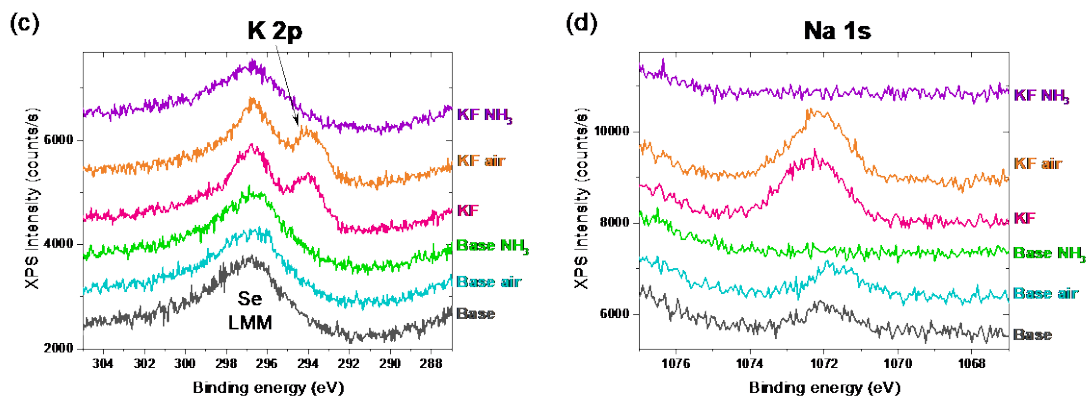 (c)
K 2p
XPS Intensity (counts/s)
6000
4000
2000
KF NH₃
KF air
KF
Base NH₃
Base air
Base
Se
LMM
304 302 300 298 296 294 292 290 288
Binding energy (eV)
(d)
Na 1s
XPS Intensity (counts/s)
10000
8000
6000
KF NH₃
KF air
KF
Base NH₃
Base air
Base
1076 1074 1072 1070 1068
Binding energy (eV)